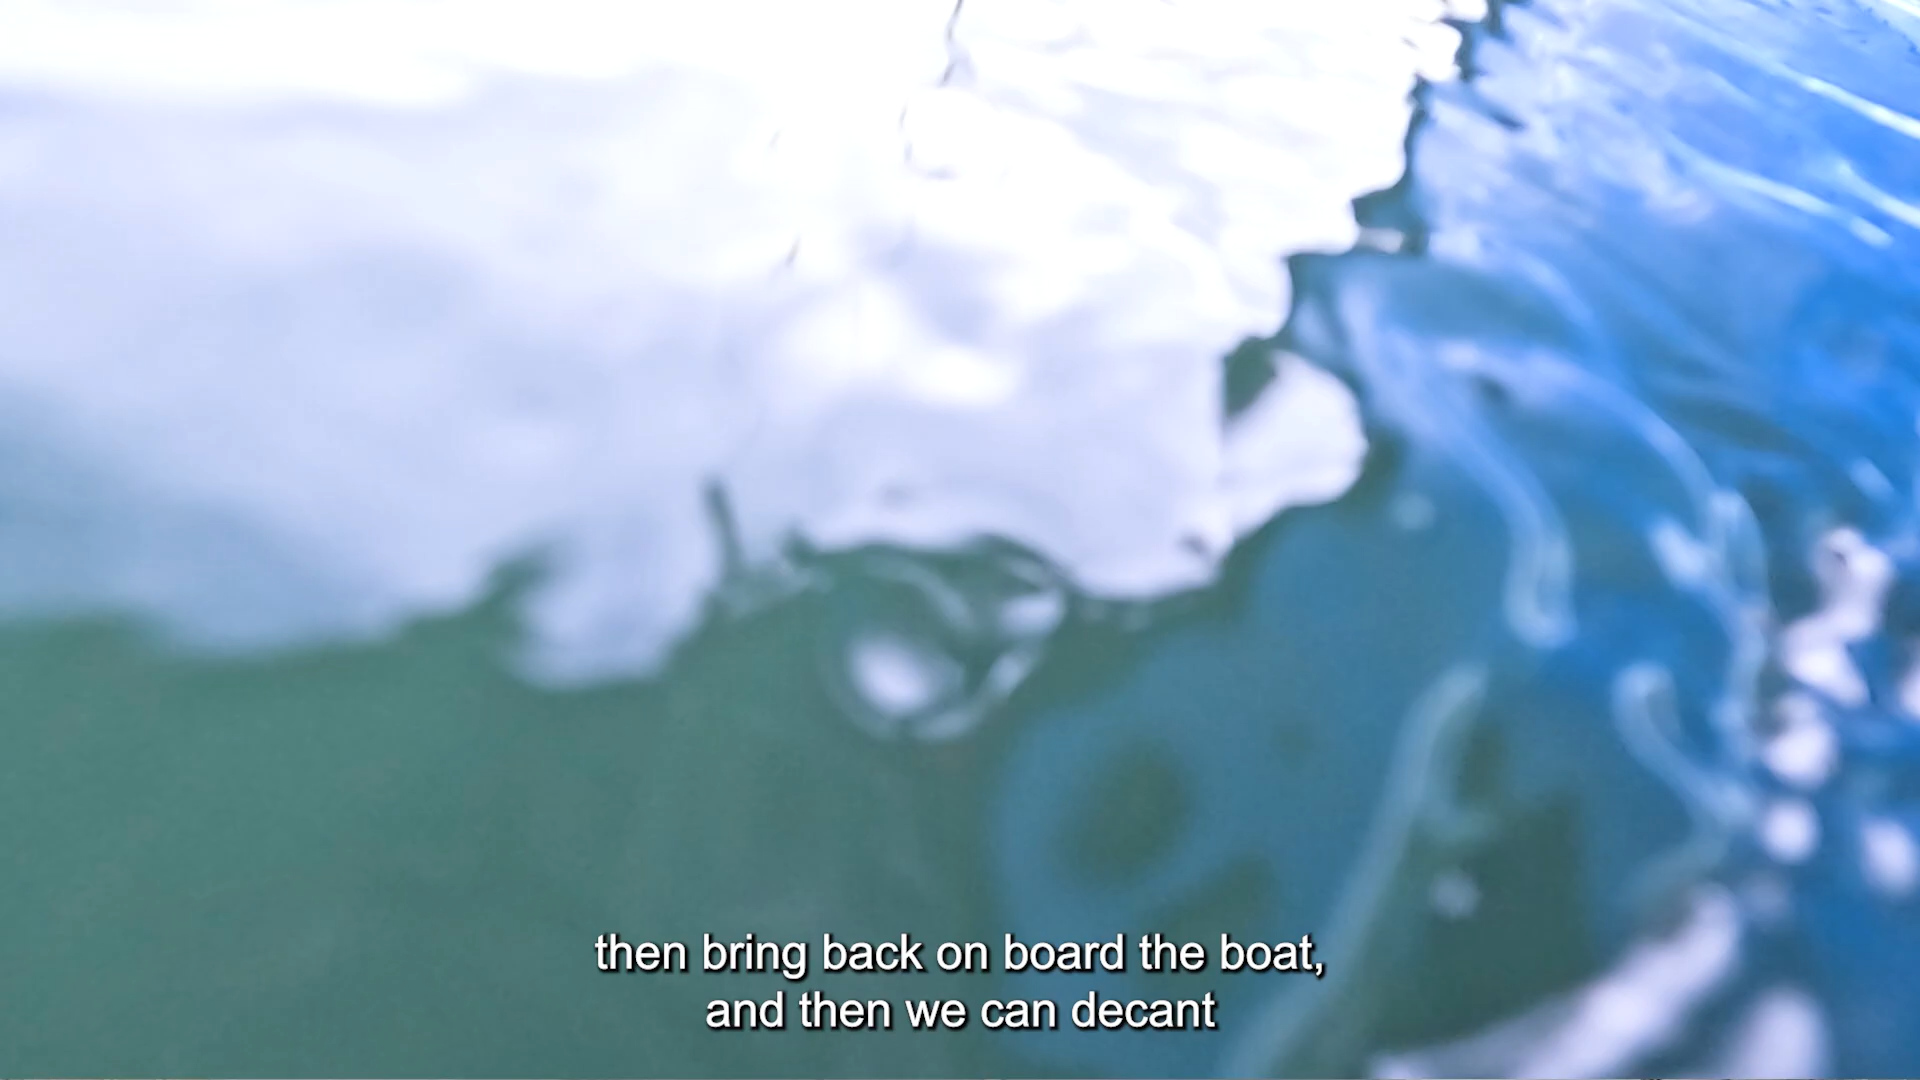 then bring back on board the boat,
and then we can decant